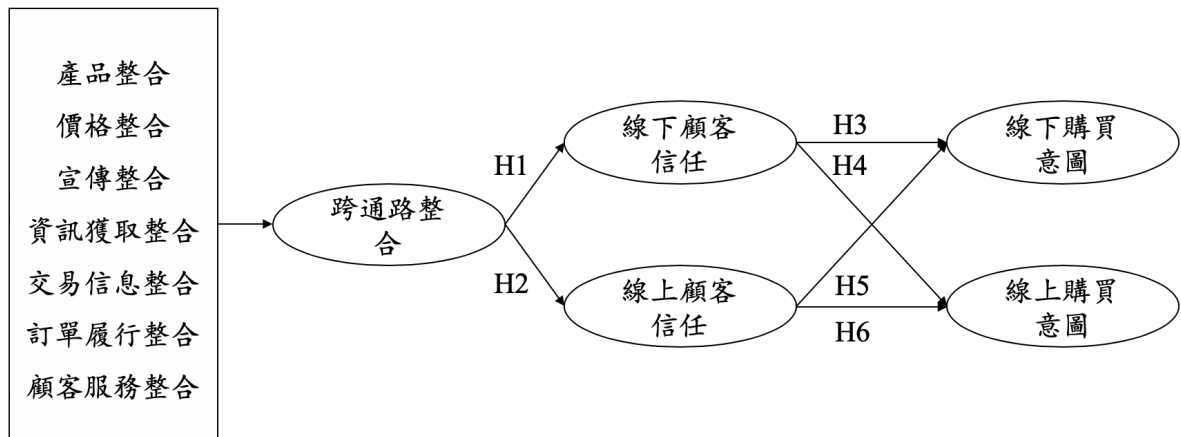 產品整合
價格整合
宣傳整合
資訊獲取整合
交易信息整合
訂單履行整合
顧客服務整合
跨通路整
合
H1
H2
線下顧客
信任
線上顧客
信任
H3
H4
H5
H6
線下購買
意圖
線上購買
意圖